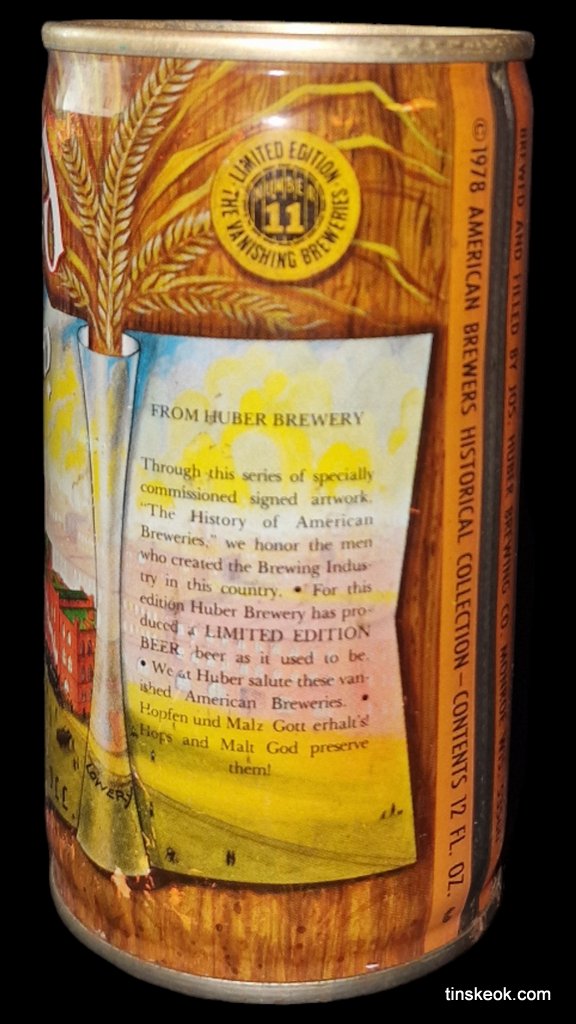 LIMITED EDITION
NUMBER
11
THE VANISHING BREWERIES
FROM HUBER BREWERY
Through this series of specially
commissioned signed artwork,
"The History of American
Breweries," we honor the men
who created the Brewing Indus-
try in this country. • For this
edition Huber Brewery has pro-
duced a LIMITED EDITION
BEER, beer as it used to be.
• We at Huber salute these van-
ished American Breweries. •
Hopfen und Malz Gott erhalt's!
Hops and Malt God preserve
them!
LOWERY
© 1978 AMERICAN BREWERS HISTORICAL COLLECTION – CONTENTS 12 FL. OZ.
BREWED AND FILLED BY JOS. HUBER BREWING CO. MONROE
tinskeok.com